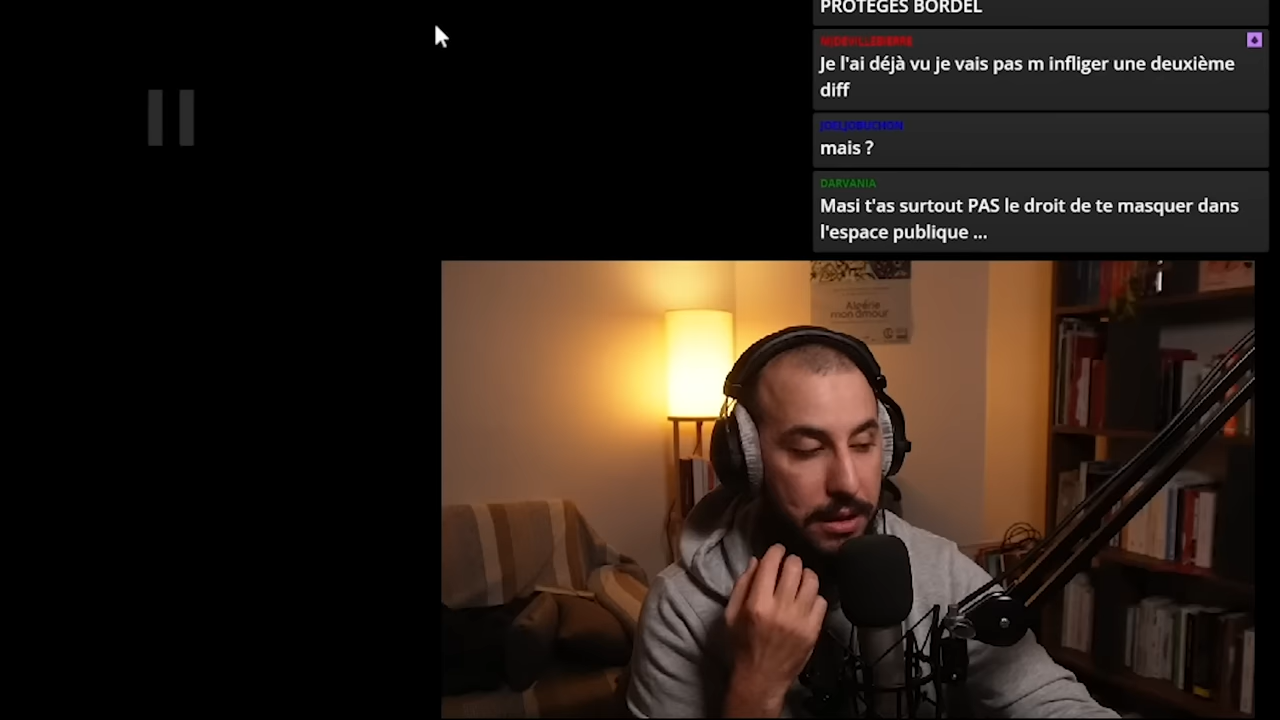 PROTÉGÉS BORDEL
Je l'ai déjà vu je vais pas m infliger une deuxième
diff
JOELJOBUCHON
mais ?
DARVANIA
Masi t'as surtout PAS le droit de te masquer dans
l'espace publique ...
Algérie
mon amour